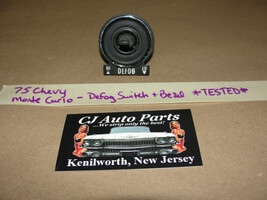 DEFOG
75 Chevy
Monte Carlo - Defog Switch + Bezel *TESTED*
CJ Auto Parts
...We strip only the best!
Kenilworth, New Jersey